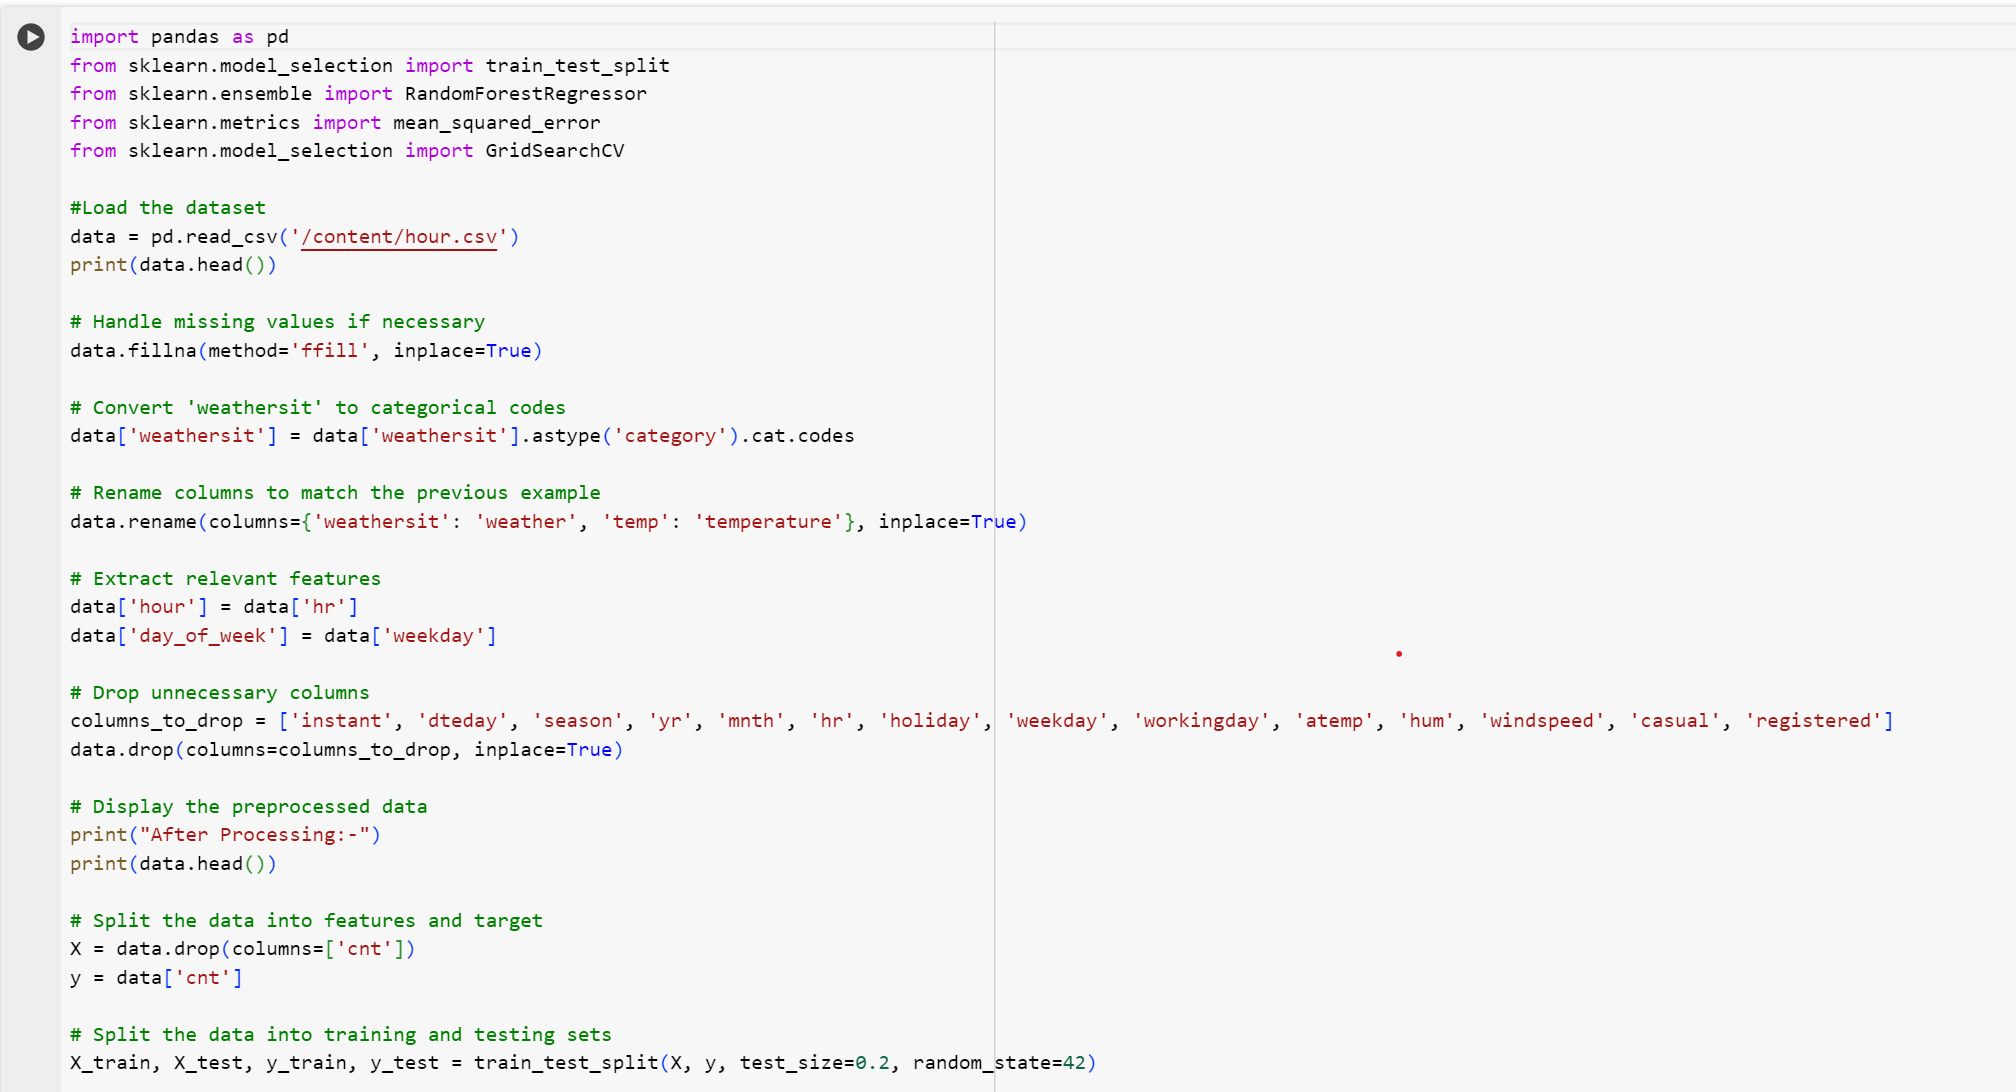 import pandas as pd
from sklearn.model_selection import train_test_split
from sklearn.ensemble import RandomForestRegressor
from sklearn.metrics import mean_squared_error
from sklearn.model_selection import GridSearchCV
#Load the dataset
data = pd.read_csv('/content/hour.csv')
print(data.head())
# Handle missing values if necessary
data.fillna(method='ffill', inplace=True)
# Convert 'weathersit' to categorical codes
data['weathersit'] = data['weathersit'].astype('category').cat.codes
# Rename columns to match the previous example
data.rename(columns={'weathersit': 'weather', 'temp': 'temperature'}, inplace=True)
# Extract relevant features
data['hour'] = data['hr']
data['day_of_week'] = data['weekday']
# Drop unnecessary columns
columns_to_drop = ['instant', 'dteday', 'season', 'yr', 'mnth', 'hr', 'holiday', 'weekday', 'workingday', 'atemp', 'hum', 'windspeed', 'casual', 'registered']
data.drop(columns=columns_to_drop, inplace=True)
# Display the preprocessed data
print("After Processing:-")
print(data.head())
# Split the data into features and target
X = data.drop(columns=['cnt'])
y = data['cnt']
# Split the data into training and testing sets
X_train, X_test, y_train, y_test = train_test_split(X, y, test_size=0.2, random_state=42)